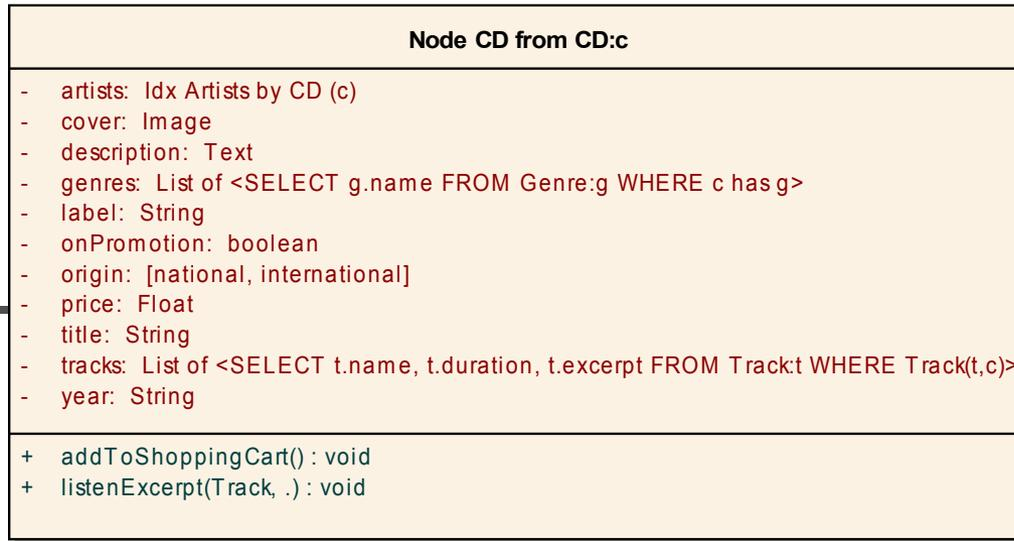 Node CD from CD:c
- artists: Idx Artists by CD (c)
- cover: Image
- description: Text
- genres: List of <SELECT g.name FROM Genre:g WHERE c has g>
- label: String
- onPromotion: boolean
- origin: [national, international]
- price: Float
- title: String
- tracks: List of <SELECT t.name, t.duration, t.excerpt FROM Track:t WHERE Track(t,c)>
- year: String
+ addToShoppingCart() : void
+ listenExcerpt(Track, .) : void